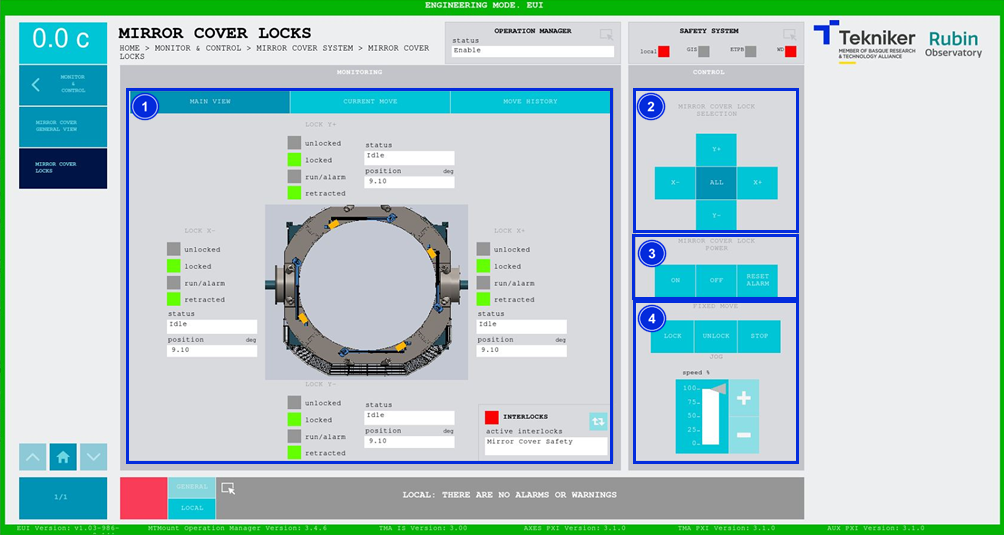 ENGINEERING MODE. EUI
0.0 c
MIRROR COVER LOCKS
HOME > MONITOR & CONTROL > MIRROR COVER SYSTEM > MIRROR COVER
LOCKS
OPERATION MANAGER
status
Enable
SAFETY SYSTEM
local
GIS
ETPB
WD
Tekniker
MEMBER OF BASQUE RESEARCH
& TECHNOLOGY ALLIANCE
Rubin
Observatory
MONITOR
&
CONTROL
MIRROR COVER
GENERAL VIEW
MIRROR COVER
LOCKS
MONITORING
1
MAIN VIEW
CURRENT MOVE
MOVE HISTORY
LOCK Y+
unlocked
locked
run/alarm
retracted
status
Idle
position deg
9.10
LOCK X-
unlocked
locked
run/alarm
retracted
status
Idle
position deg
9.10
LOCK X+
unlocked
locked
run/alarm
retracted
status
Idle
position deg
9.10
LOCK Y-
unlocked
locked
run/alarm
retracted
status
Idle
position deg
9.10
INTERLOCKS
active interlocks
Mirror Cover Safety
CONTROL
2
MIRROR COVER LOCK
SELECTION
Y+
X- ALL X+
Y-
3
MIRROR COVER LOCK
POWER
ON
OFF
RESET
ALARM
4
FIXED MOVE
LOCK
UNLOCK
STOP
JOG
speed %
100
75
50
25
0
+
−
1/1
GENERAL
LOCAL
LOCAL: THERE ARE NO ALARMS OR WARNINGS
EUI Version: v1.03-986-
MTMount Operation Manager Version: 3.4.6
TMA IS Version: 3.00
AXES PXI Version: 3.1.0
TMA PXI Version: 3.1.0
AUX PXI Version: 3.1.0